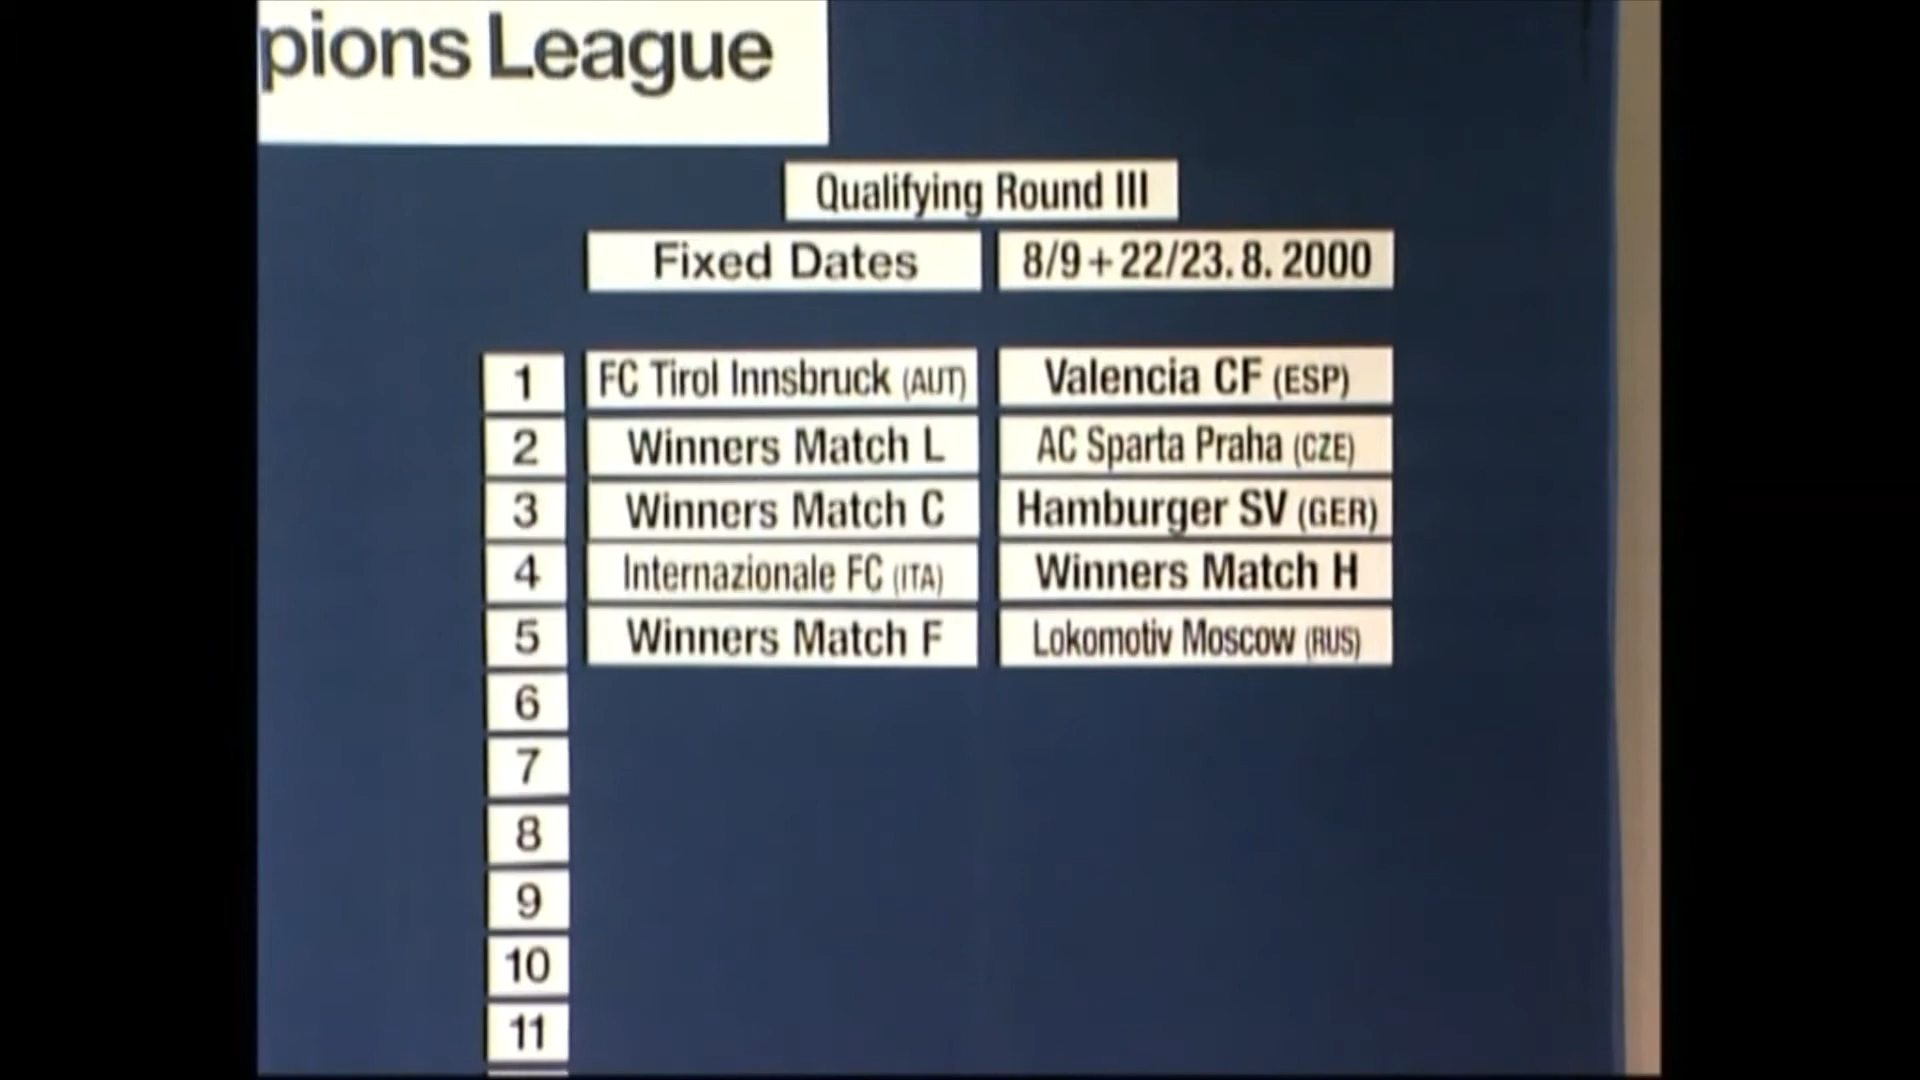 pions League
Qualifying Round III
Fixed Dates 8/9+22/23.8.2000
1 FC Tirol Innsbruck (AUT) Valencia CF (ESP)
2 Winners Match L AC Sparta Praha (CZE)
3 Winners Match C Hamburger SV (GER)
4 Internazionale FC (ITA) Winners Match H
5 Winners Match F Lokomotiv Moscow (RUS)
6
7
8
9
10
11